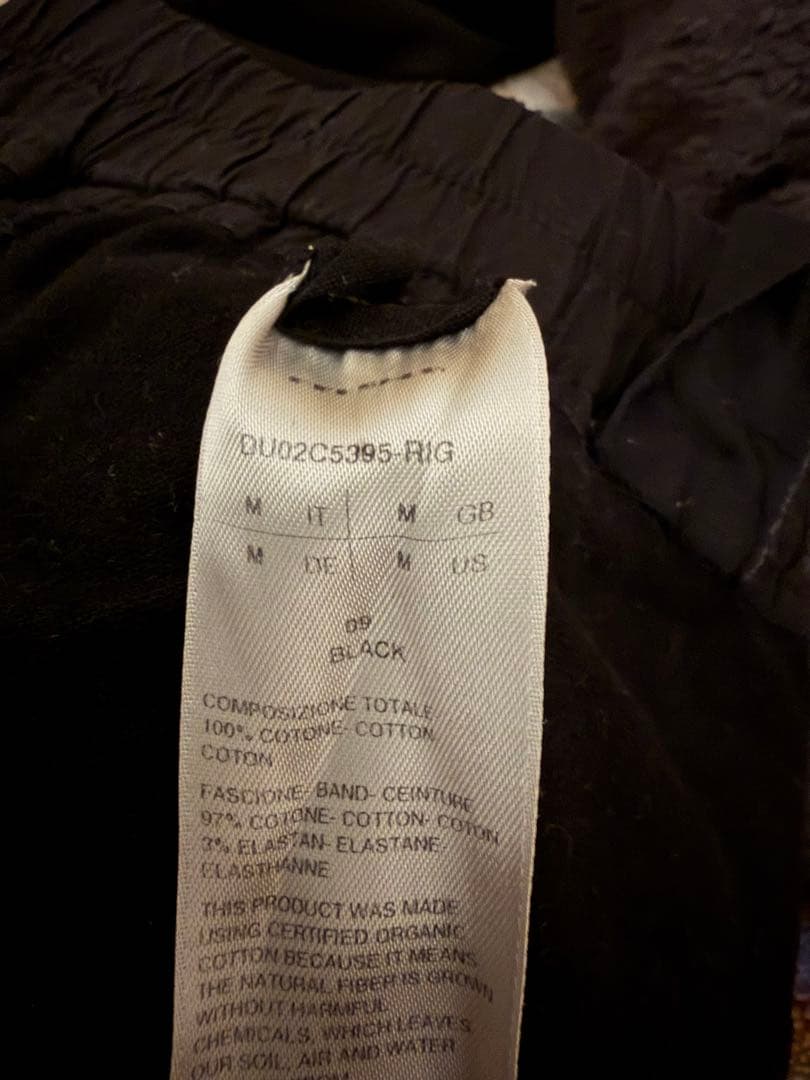 DU02C5395-RIG
M IT M GB
M DE M US
09
BLACK
COMPOSIZIONE TOTALE-
100% COTONE- COTTON
COTON
FASCIONE- BAND- CEINTURE
97% COTONE- COTTON- COTON
3% ELASTAN- ELASTANE-
ELASTHANNE
THIS PRODUCT WAS MADE
USING CERTIFIED ORGANIC
COTTON BECAUSE IT MEANS
THE NATURAL FIBER IS GROWN
WITHOUT HARMFUL
CHEMICALS, WHICH LEAVES
OUR SOIL, AIR AND WATER